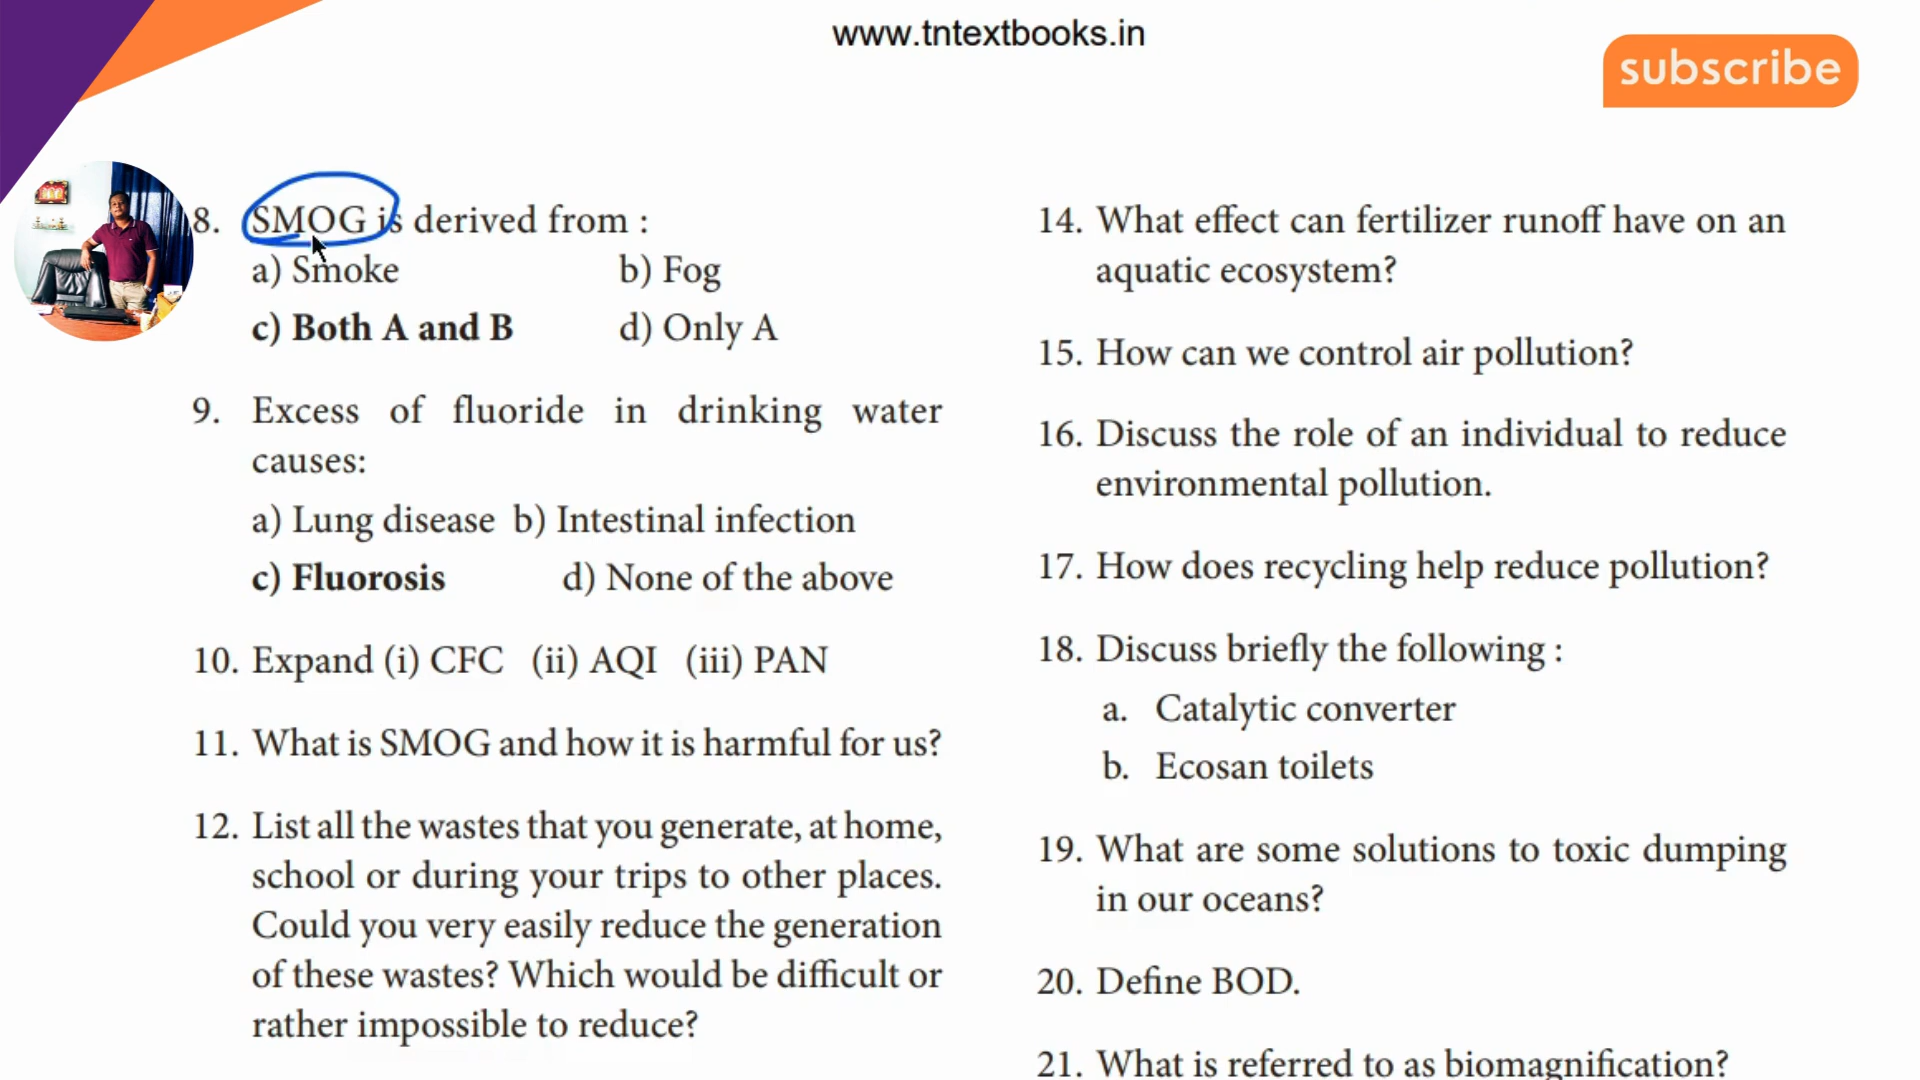 www.tntextbooks.in
subscribe
8. SMOG is derived from :
a) Smoke b) Fog
c) Both A and B d) Only A
9. Excess of fluoride in drinking water
causes:
a) Lung disease b) Intestinal infection
c) Fluorosis d) None of the above
10. Expand (i) CFC (ii) AQI (iii) PAN
11. What is SMOG and how it is harmful for us?
12. List all the wastes that you generate, at home,
school or during your trips to other places.
Could you very easily reduce the generation
of these wastes? Which would be difficult or
rather impossible to reduce?
14. What effect can fertilizer runoff have on an
aquatic ecosystem?
15. How can we control air pollution?
16. Discuss the role of an individual to reduce
environmental pollution.
17. How does recycling help reduce pollution?
18. Discuss briefly the following :
a. Catalytic converter
b. Ecosan toilets
19. What are some solutions to toxic dumping
in our oceans?
20. Define BOD.
21. What is referred to as biomagnification?